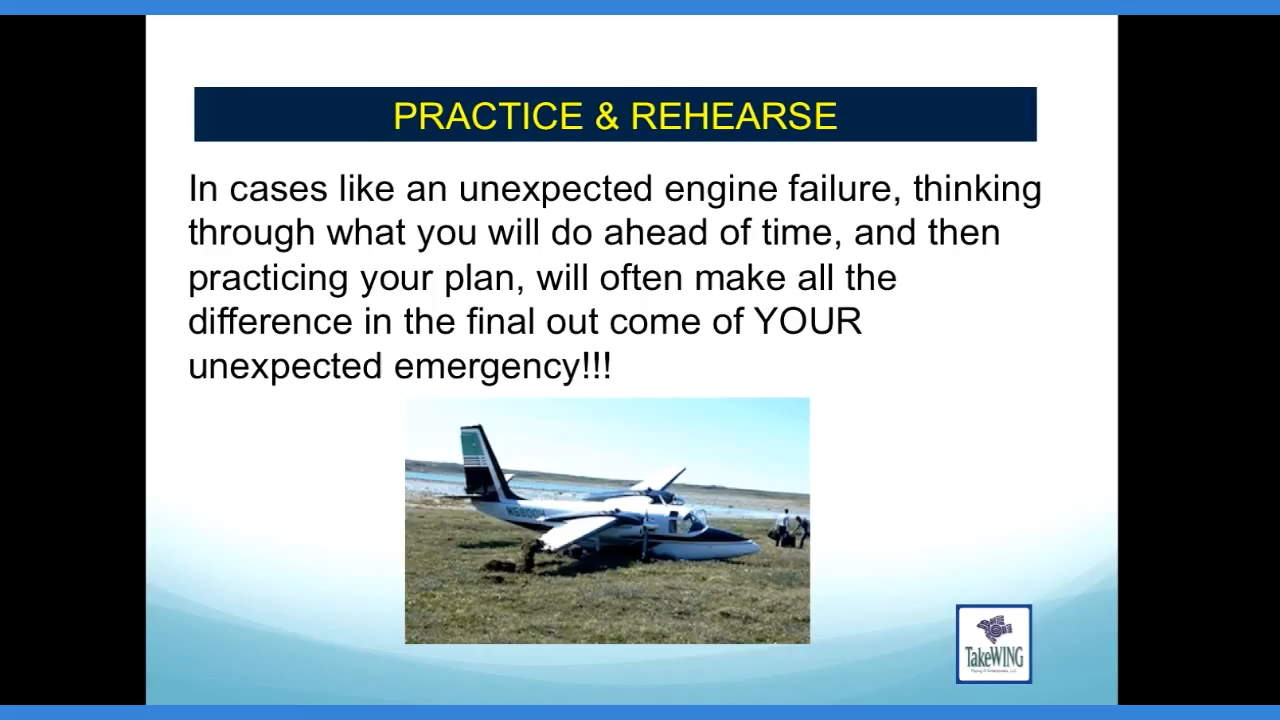 PRACTICE & REHEARSE
In cases like an unexpected engine failure, thinking
through what you will do ahead of time, and then
practicing your plan, will often make all the
difference in the final out come of YOUR
unexpected emergency!!!
TakeWING